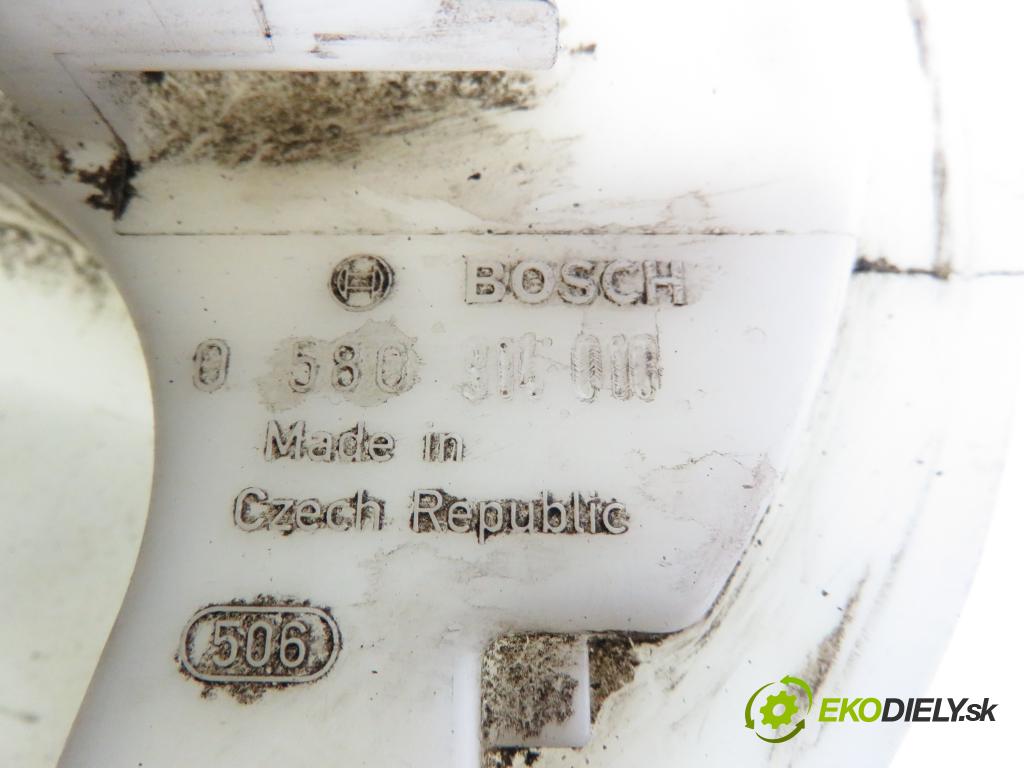 BOSCH
0 580
Made in
Czech Republic
506
EKODIELY.sk